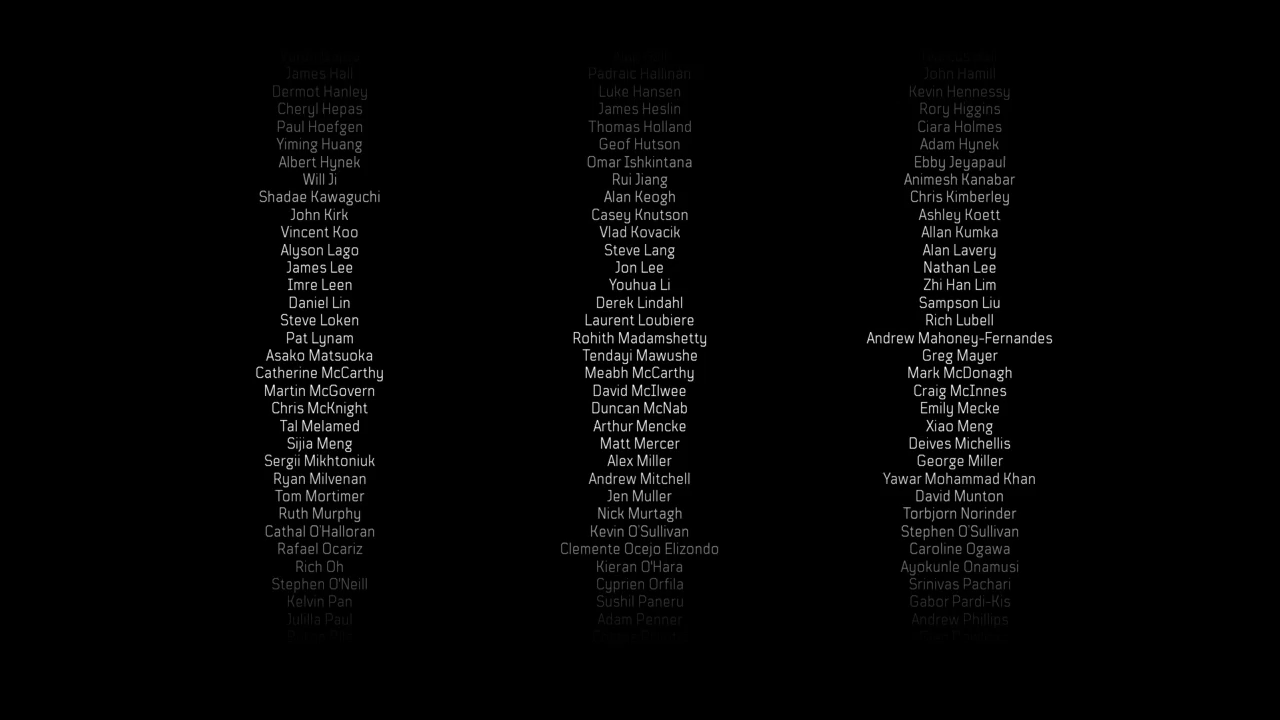 James Hall Padraic Hallinan John Hamill
Dermot Hanley Luke Hansen Kevin Hennessy
Cheryl Hepas James Heslin Rory Higgins
Paul Hoefgen Thomas Holland Ciara Holmes
Yiming Huang Geof Hutson Adam Hynek
Albert Hynek Omar Ishkintana Ebby Jeyapaul
Will Ji Rui Jiang Animesh Kanabar
Shadae Kawaguchi Alan Keogh Chris Kimberley
John Kirk Casey Knutson Ashley Koett
Vincent Koo Vlad Kovacik Allan Kumka
Alyson Lago Steve Lang Alan Lavery
James Lee Jon Lee Nathan Lee
Imre Leen Youhua Li Zhi Han Lim
Daniel Lin Derek Lindahl Sampson Liu
Steve Loken Laurent Loubiere Rich Lubell
Pat Lynam Rohith Madamshetty Andrew Mahoney-Fernandes
Asako Matsuoka Tendayi Mawushe Greg Mayer
Catherine McCarthy Meabh McCarthy Mark McDonagh
Martin McGovern David McIlwee Craig McInnes
Chris McKnight Duncan McNab Emily Mecke
Tal Melamed Arthur Mencke Xiao Meng
Sijia Meng Matt Mercer Deives Michellis
Sergii Mikhtoniuk Alex Miller George Miller
Ryan Milvenan Andrew Mitchell Yawar Mohammad Khan
Tom Mortimer Jen Muller David Munton
Ruth Murphy Nick Murtagh Torbjorn Norinder
Cathal O'Halloran Kevin O'Sullivan Stephen O'Sullivan
Rafael Ocariz Clemente Ocejo Elizondo Caroline Ogawa
Rich Oh Kieran O'Hara Ayokunle Onamusi
Stephen O'Neill Cyprien Orfila Srinivas Pachari
Kelvin Pan Sushil Paneru Gabor Pardi-Kis
Julilla Paul Adam Penner Andrew Phillips